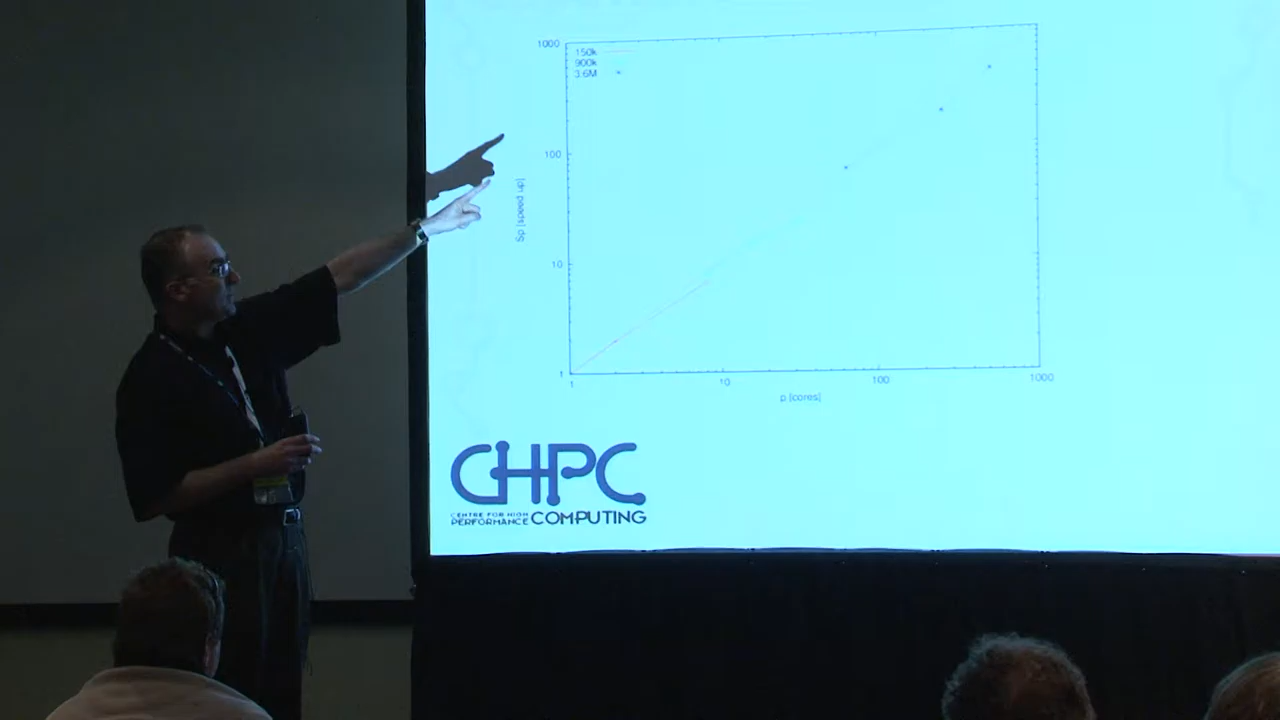 1000
150k
900k
3.6M
100
Sp [speed up]
10
1
1
10
100
1000
p [cores]
CHPC
CENTRE FOR HIGH
PERFORMANCE COMPUTING